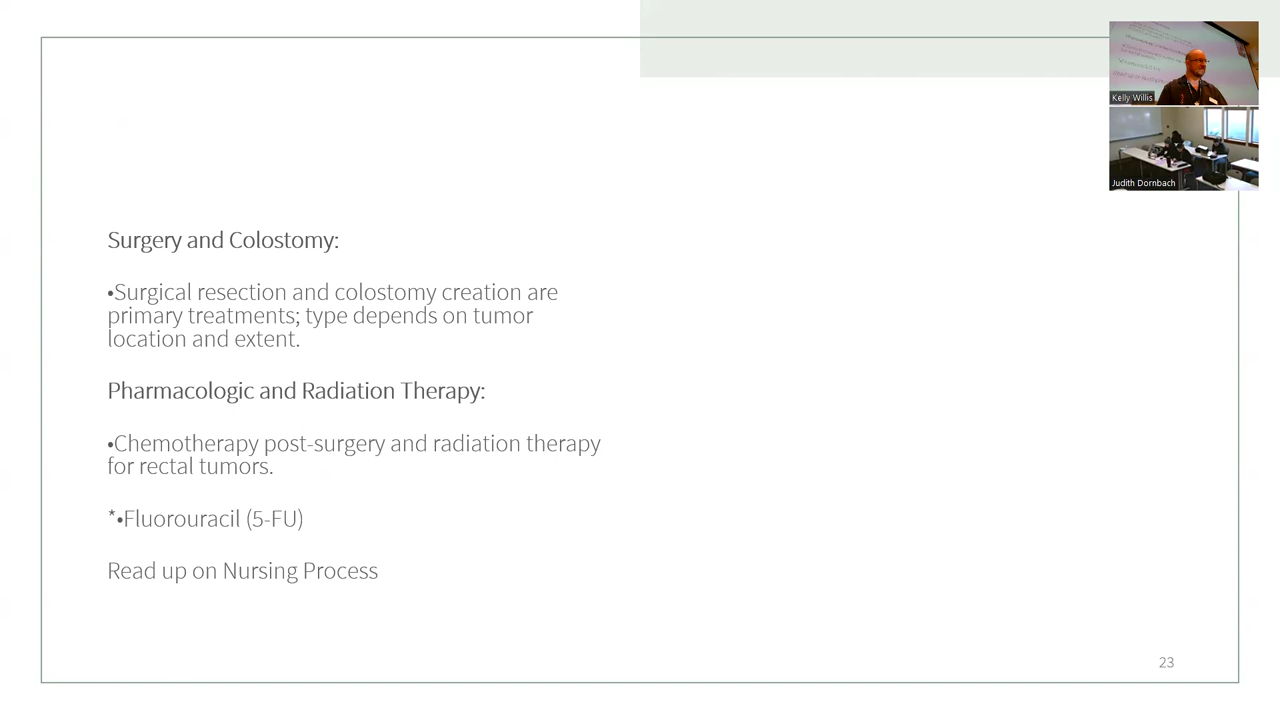 Kelly Willis
Judith Dornbach
Surgery and Colostomy:
•Surgical resection and colostomy creation are
primary treatments; type depends on tumor
location and extent.
Pharmacologic and Radiation Therapy:
•Chemotherapy post-surgery and radiation therapy
for rectal tumors.
*•Fluorouracil (5-FU)
Read up on Nursing Process
23